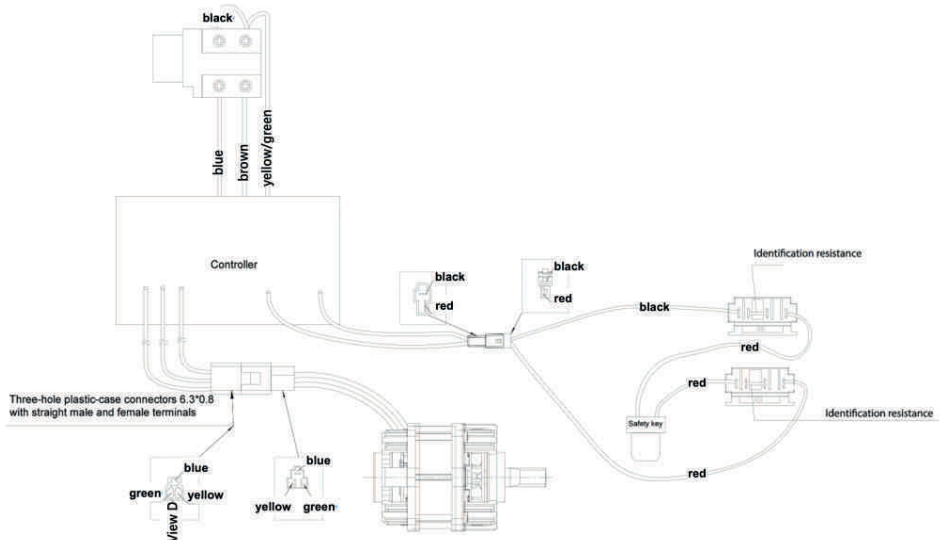 black
blue
brown
yellow/green
Controller
black
red
black
red
Identification resistance
black
red
red
Safety key
Identification resistance
red
Three-hole plastic-case connectors 6.3*0.8
with straight male and female terminals
blue
green
yellow
View D
blue
yellow
green